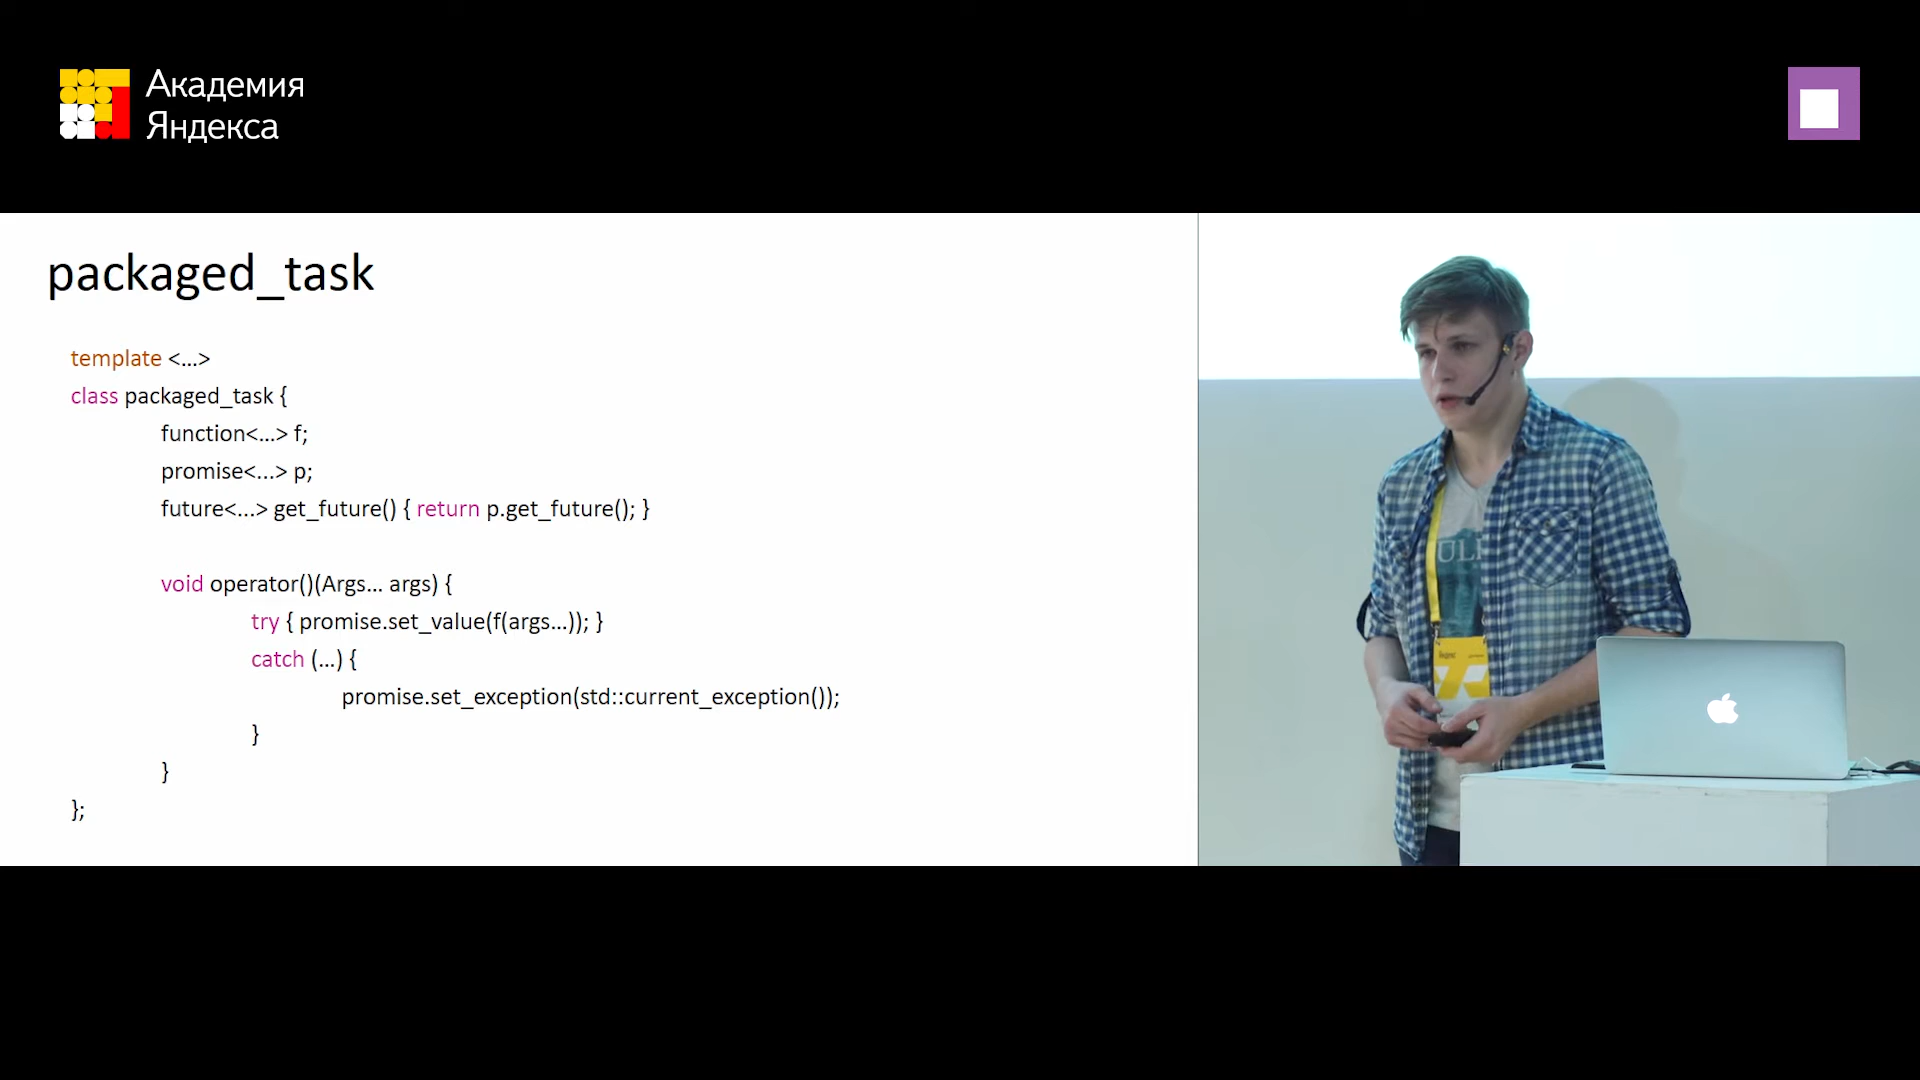 Академия
Яндекса
packaged_task
template <...>
class packaged_task {
function<...> f;
promise<...> p;
future<...> get_future() { return p.get_future(); }
void operator()(Args... args) {
try { promise.set_value(f(args...)); }
catch (...) {
promise.set_exception(std::current_exception());
}
}
};